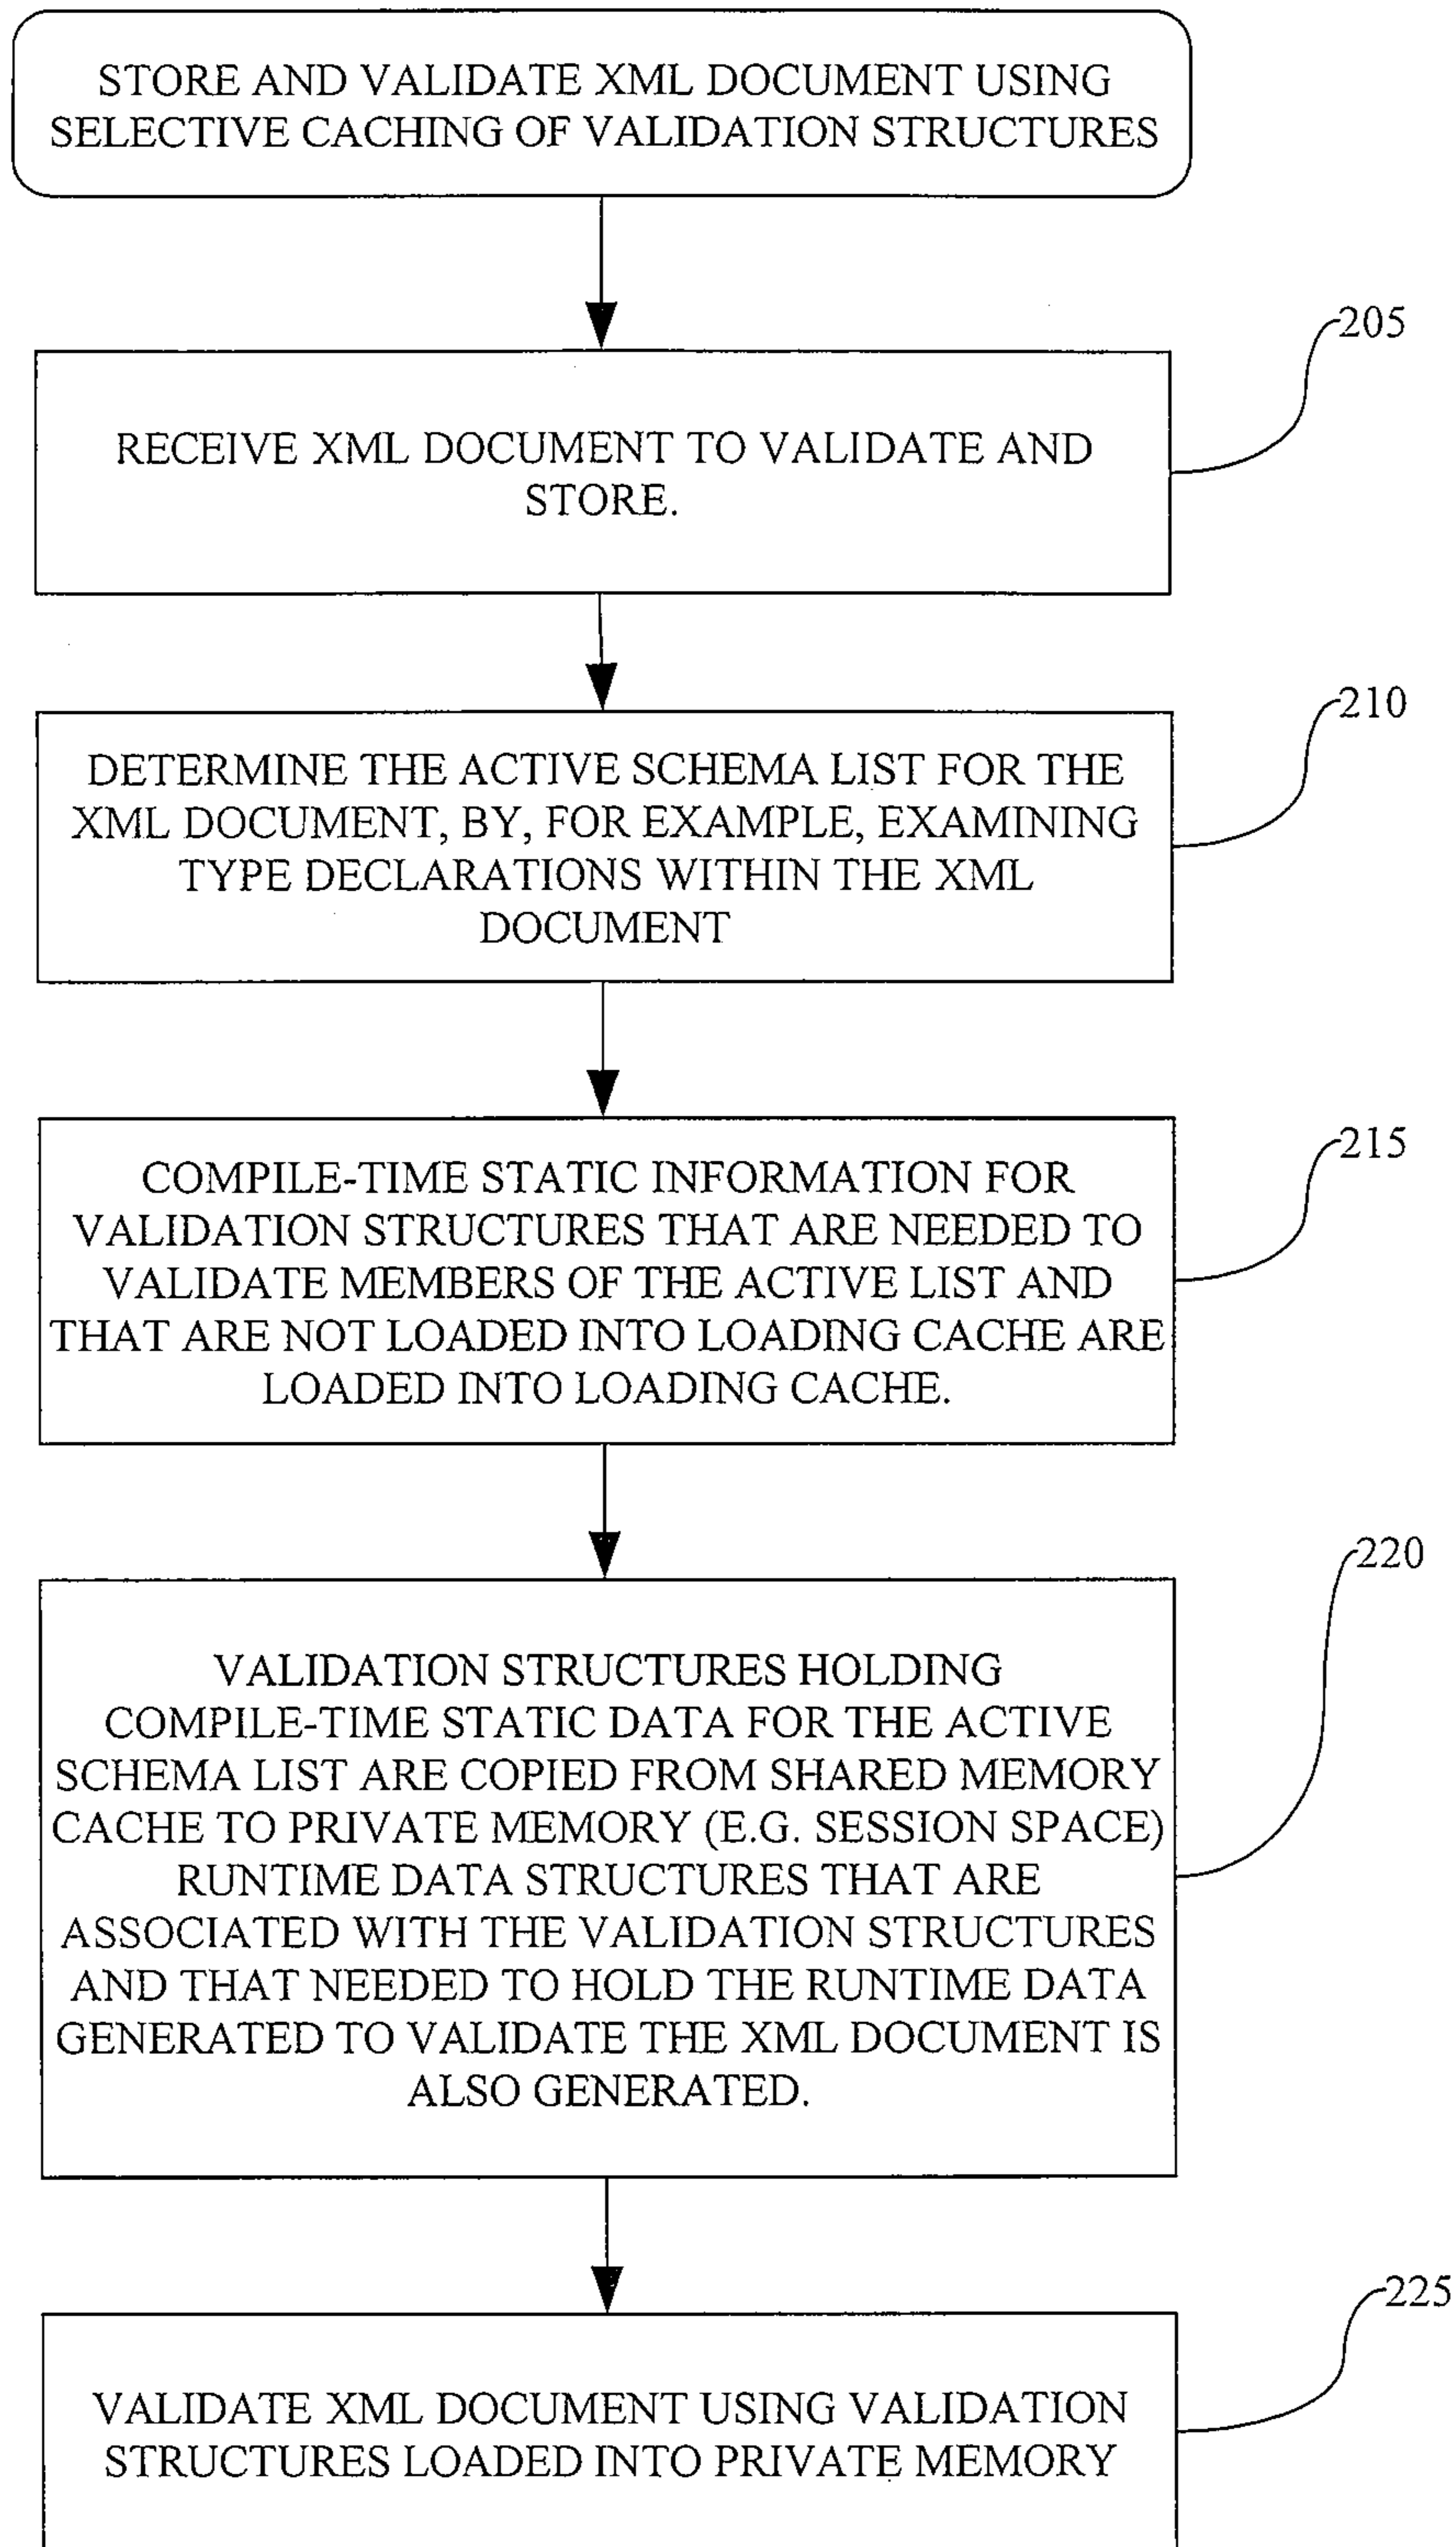 STORE AND VALIDATE XML DOCUMENT USING
SELECTIVE CACHING OF VALIDATION STRUCTURES
205
RECEIVE XML DOCUMENT TO VALIDATE AND
STORE.
210
DETERMINE THE ACTIVE SCHEMA LIST FOR THE
XML DOCUMENT, BY, FOR EXAMPLE, EXAMINING
TYPE DECLARATIONS WITHIN THE XML
DOCUMENT
215
COMPILE-TIME STATIC INFORMATION FOR
VALIDATION STRUCTURES THAT ARE NEEDED TO
VALIDATE MEMBERS OF THE ACTIVE LIST AND
THAT ARE NOT LOADED INTO LOADING CACHE ARE
LOADED INTO LOADING CACHE.
220
VALIDATION STRUCTURES HOLDING
COMPILE-TIME STATIC DATA FOR THE ACTIVE
SCHEMA LIST ARE COPIED FROM SHARED MEMORY
CACHE TO PRIVATE MEMORY (E.G. SESSION SPACE)
RUNTIME DATA STRUCTURES THAT ARE
ASSOCIATED WITH THE VALIDATION STRUCTURES
AND THAT NEEDED TO HOLD THE RUNTIME DATA
GENERATED TO VALIDATE THE XML DOCUMENT IS
ALSO GENERATED.
225
VALIDATE XML DOCUMENT USING VALIDATION
STRUCTURES LOADED INTO PRIVATE MEMORY